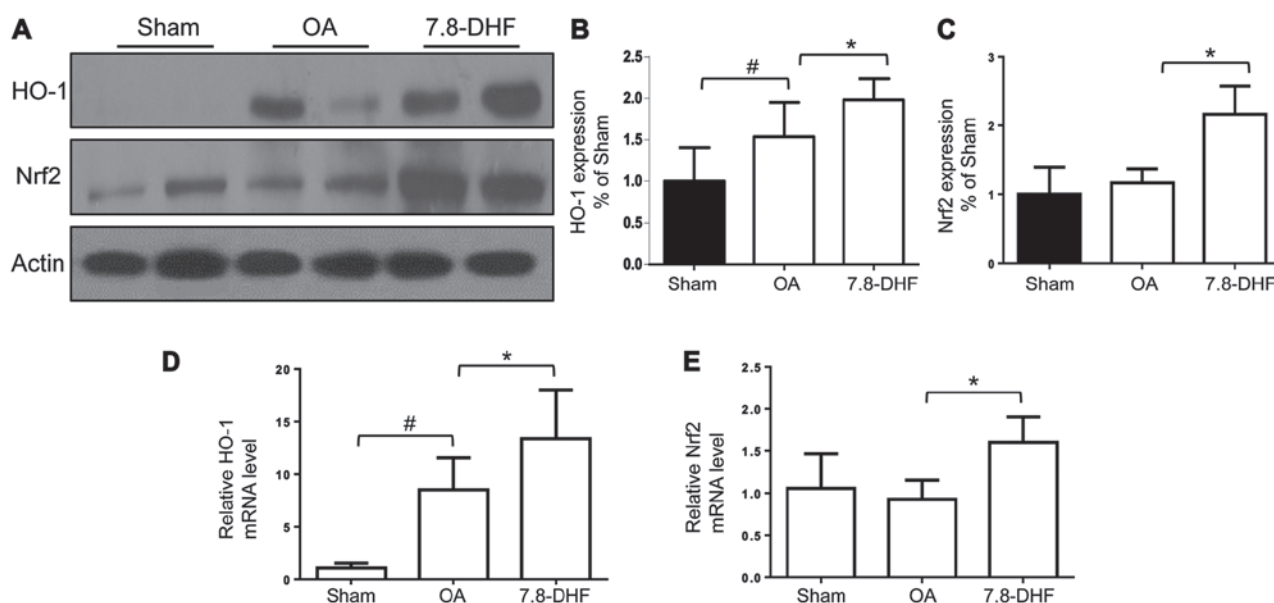 A
Sham OA 7.8-DHF
HO-1
Nrf2
Actin
B
HO-1 expression
% of Sham
2.5
2.0
1.5
1.0
0.5
0.0
#
*
Sham OA 7.8-DHF
C
Nrf2 expression
% of Sham
3
2
1
0
*
Sham OA 7.8-DHF
D
Relative HO-1
mRNA level
20
15
10
5
0
#
*
Sham OA 7.8-DHF
E
Relative Nrf2
mRNA level
2.5
2.0
1.5
1.0
0.5
0.0
*
Sham OA 7.8-DHF